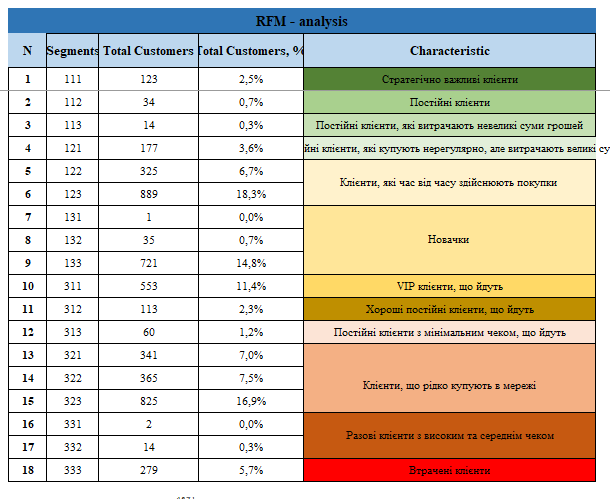 RFM - analysis
N Segments Total Customers Total Customers, % Characteristic
1 111 123 2,5% Стратегічно важливі клієнти
2 112 34 0,7% Постійні клієнти
3 113 14 0,3% Постійні клієнти, які витрачають невеликі суми грошей
4 121 177 3,6% йні клієнти, які купують нерегулярно, але витрачають великі су
5 122 325 6,7%
Клієнти, які час від часу здійснюють покупки
6 123 889 18,3%
7 131 1 0,0%
8 132 35 0,7% Новачки
9 133 721 14,8%
10 311 553 11,4% VIP клієнти, що йдуть
11 312 113 2,3% Хороші постійні клієнти, що йдуть
12 313 60 1,2% Постійні клієнти з мінімальним чеком, що йдуть
13 321 341 7,0%
14 322 365 7,5% Клієнти, що рідко купують в мережі
15 323 825 16,9%
16 331 2 0,0%
Разові клієнти з високим та середнім чеком
17 332 14 0,3%
18 333 279 5,7% Втрачені клієнти